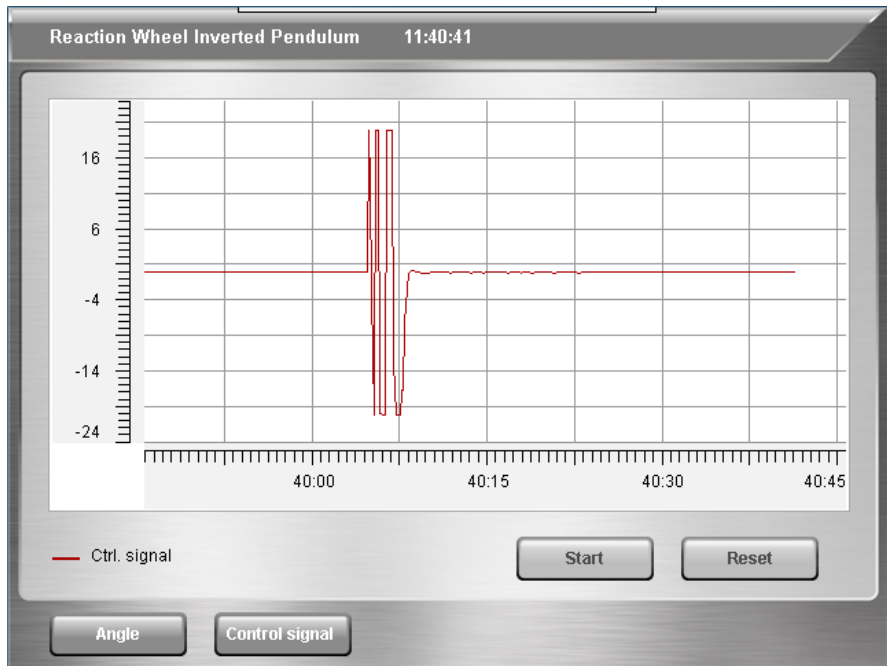 Reaction Wheel Inverted Pendulum 11:40:41
16
6
-4
-14
-24
40:00 40:15 40:30 40:45
Ctrl. signal
Start Reset
Angle Control signal